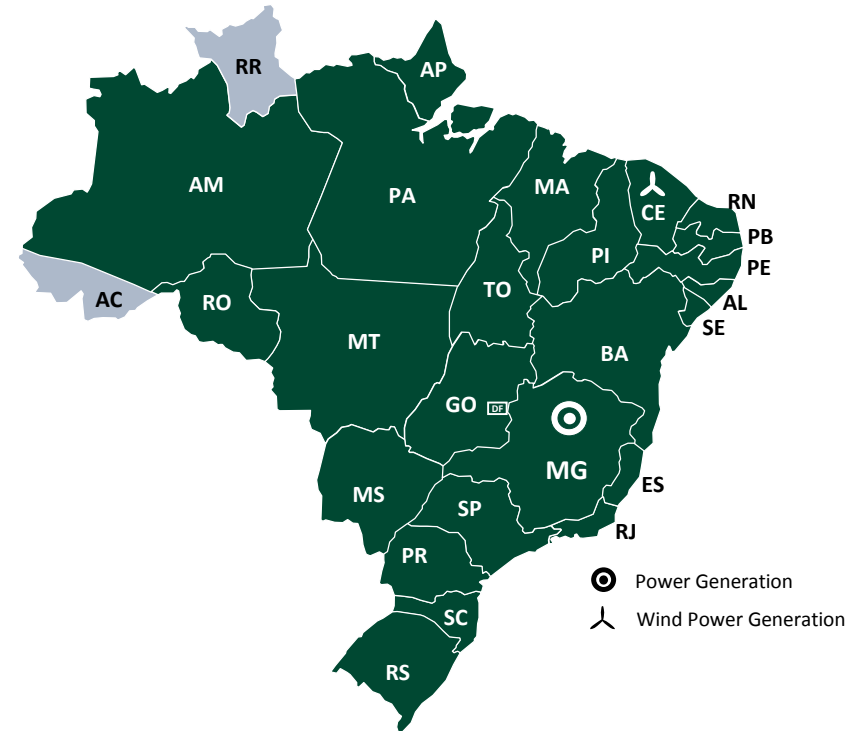 RR
AP
AM
PA
MA
CE
RN
PB
PI
PE
AC
RO
TO
AL
SE
MT
BA
GO
DF
MG
ES
MS
SP
RJ
PR
Power Generation
SC
Wind Power Generation
RS